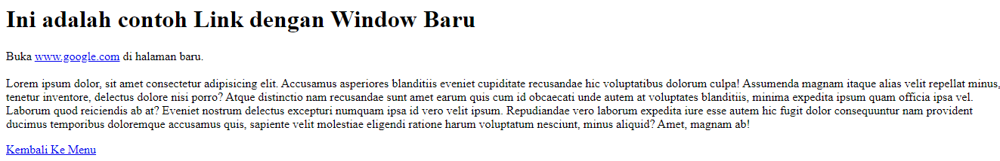 Ini adalah contoh Link dengan Window Baru
Buka www.google.com di halaman baru.
Lorem ipsum dolor, sit amet consectetur adipisicing elit. Accusamus asperiores blanditiis eveniet cupiditate recusandae hic voluptatibus dolorum culpa! Assumenda magnam itaque alias velit repellat minus,
tenetur inventore, delectus dolore nisi porro? Atque distinctio nam recusandae sunt amet earum quis cum id obcaecati unde autem at voluptates blanditiis, minima expedita ipsum quam officia ipsa vel.
Laborum quod reiciendis ab at? Eveniet nostrum delectus excepturi numquam ipsa id vero velit ipsum. Repudiandae vero laborum expedita iure esse autem hic fugit dolor consequuntur nam provident
ducimus temporibus doloremque accusamus quis, sapiente velit molestiae eligendi ratione harum voluptatum nesciunt, minus aliquid? Amet, magnam ab!
Kembali Ke Menu